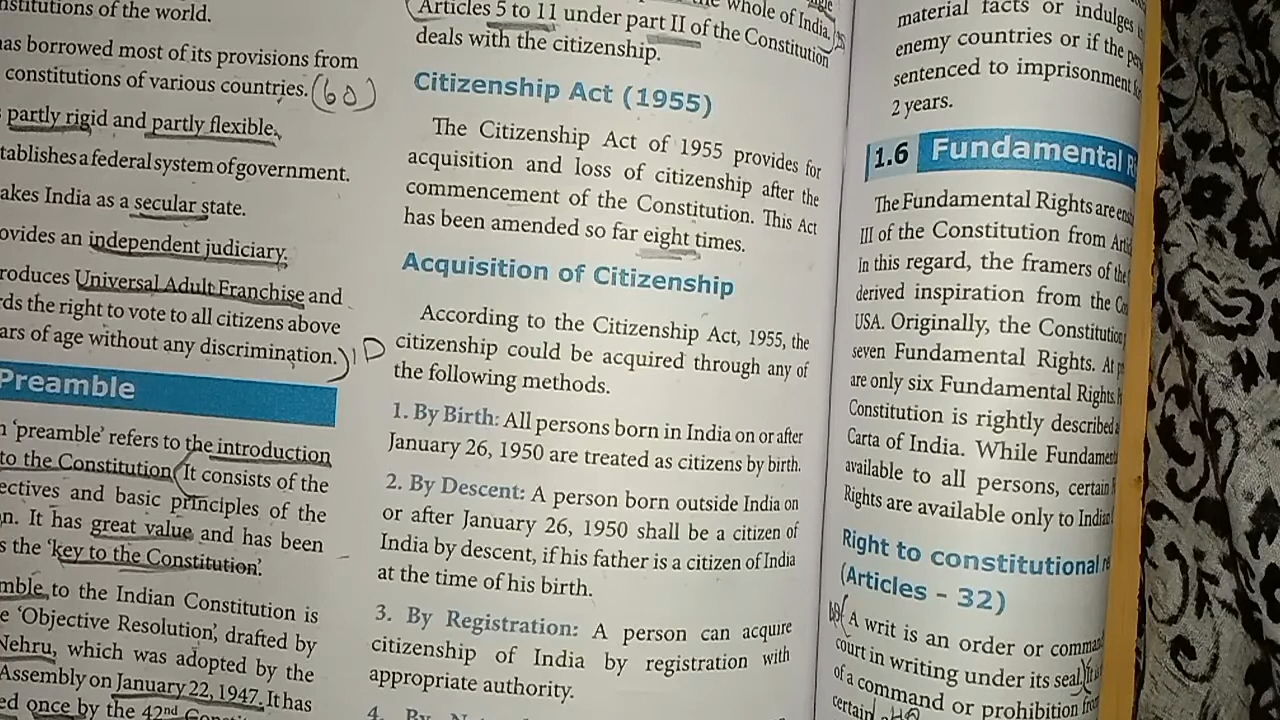 nstitutions of the world.
has borrowed most of its provisions from
constitutions of various countries. (60)
partly rigid and partly flexible.
tablishes a federal system of government.
akes India as a secular state.
ovides an independent judiciary.
roduces Universal Adult Franchise and
rds the right to vote to all citizens above
ars of age without any discrimination.
Preamble
'preamble' refers to the introduction
to the Constitution. It consists of the
ectives and basic principles of the
n. It has great value and has been
s the 'key to the Constitution'.
mble, to the Indian Constitution is
e 'Objective Resolution', drafted by
Nehru, which was adopted by the
Assembly on January 22, 1947. It has
ed once by the 42nd
whole of India.
Articles 5 to 11 under part II of the Constitution
deals with the citizenship.
Citizenship Act (1955)
The Citizenship Act of 1955 provides for
acquisition and loss of citizenship after the
commencement of the Constitution. This Act
has been amended so far eight times.
Acquisition of Citizenship
According to the Citizenship Act, 1955, the
citizenship could be acquired through any of
the following methods.
1. By Birth: All persons born in India on or after
January 26, 1950 are treated as citizens by birth.
2. By Descent: A person born outside India on
or after January 26, 1950 shall be a citizen of
India by descent, if his father is a citizen of India
at the time of his birth.
3. By Registration: A person can acquire
citizenship of India by registration with
appropriate authority.
4. By
material facts or indulges
enemy countries or if the
sentenced to imprisonment
2 years.
1.6 Fundamental R
The Fundamental Rights are
III of the Constitution from
In this regard, the framers of the
derived inspiration from the
USA. Originally, the Constitution
seven Fundamental Rights. At
are only six Fundamental Rights.
Constitution is rightly described
Carta of India. While
available to all persons, certain
Rights are available only to Indian
Right to constitutional
(Articles - 32)
A writ is an order or
court in writing under its seal.
of a command or prohibition
certain